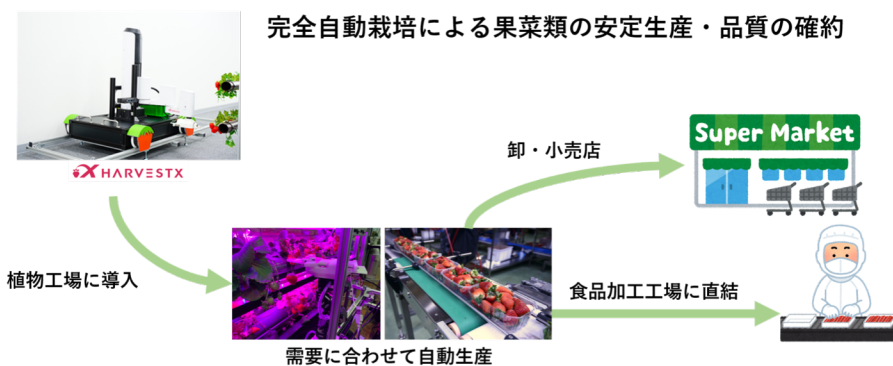 完全自動栽培による果菜類の安定生産・品質の確約
HARVESTX
卸・小売店
Super Market
植物工場に導入
食品加工工場に直結
需要に合わせて自動生産